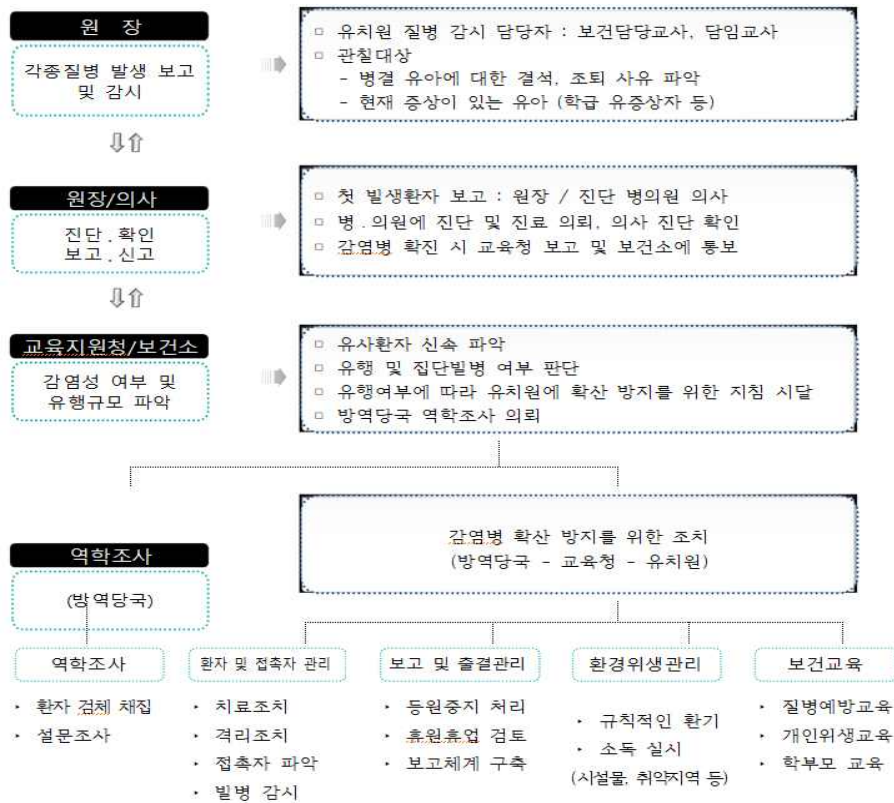 원 장
각종질병 발생 보고
및 감시
▫ 유치원 질병 감시 담당자 : 보건담당교사, 담임교사
▫ 관찰대상
- 병결 유아에 대한 결석, 조퇴 사유 파악
- 현재 증상이 있는 유아 (학급 유증상자 등)
원장/의사
진단．확인
보고．신고
▫ 첫 발생환자 보고 : 원장 / 진단 병의원 의사
▫ 병．의원에 진단 및 진료 의뢰, 의사 진단 확인
▫ 감염병 확진 시 교육청 보고 및 보건소에 통보
교육지원청/보건소
감염성 여부 및
유행규모 파악
▫ 유사환자 신속 파악
▫ 유행 및 집단발병 여부 판단
▫ 유행여부에 따라 유치원에 확산 방지를 위한 지침 시달
▫ 방역당국 역학조사 의뢰
역학조사
(방역당국)
감염병 확산 방지를 위한 조치
(방역당국 - 교육청 - 유치원)
역학조사
‣ 환자 검체 채집
‣ 설문조사
환자 및 접촉자 관리
‣ 치료조치
‣ 격리조치
‣ 접촉자 파악
‣ 발병 감시
보고 및 출결관리
‣ 등원중지 처리
‣ 휴원휴업 검토
‣ 보고체계 구축
환경위생관리
‣ 규칙적인 환기
‣ 소독 실시
(시설물, 취약지역 등)
보건교육
‣ 질병예방교육
‣ 개인위생교육
‣ 학부모 교육